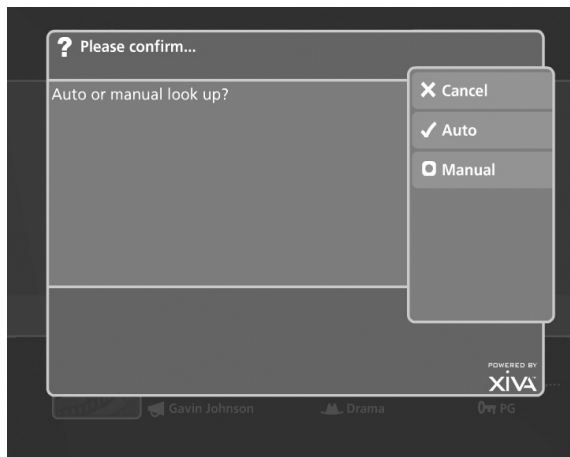 ? Please confirm...
Auto or manual look up?
Cancel
Auto
Manual
POWERED BY
XiVA
Gavin Johnson
Drama
PG